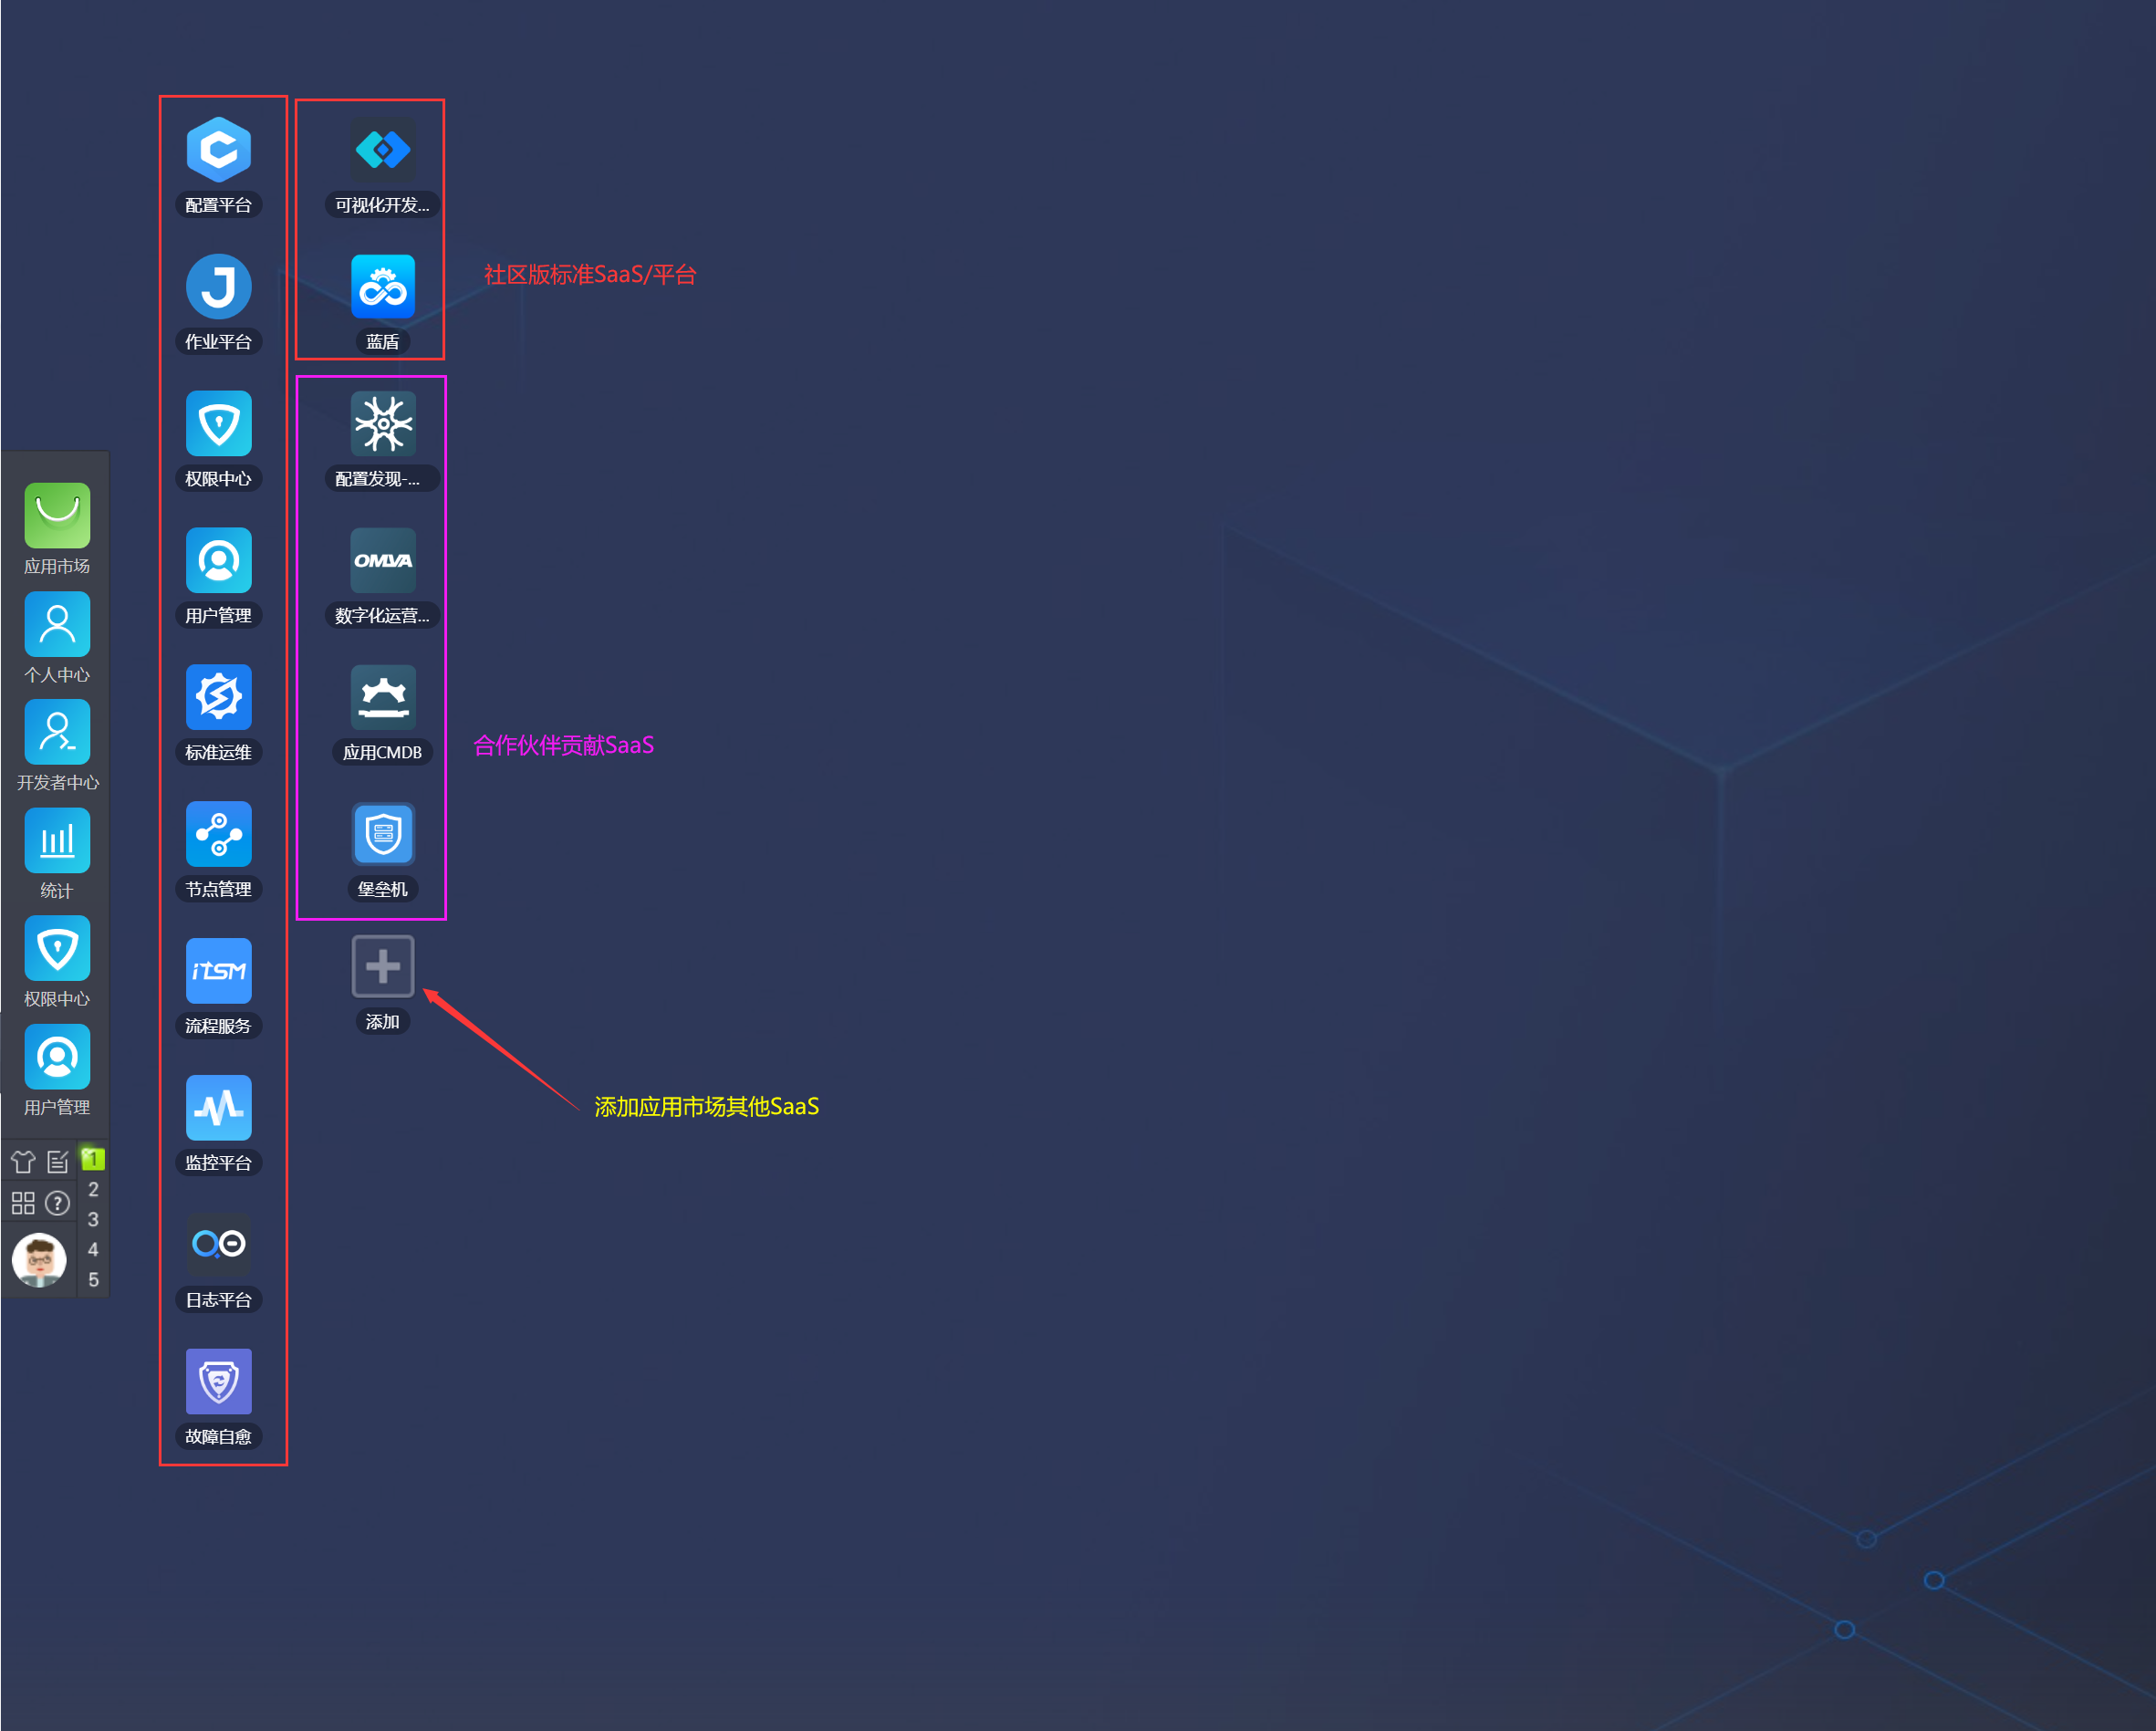 应用市场
个人中心
开发者中心
统计
权限中心
用户管理
1
2
3
4
5
配置平台
作业平台
权限中心
用户管理
标准运维
节点管理
iTSM
流程服务
监控平台
日志平台
故障自愈
可视化开发...
蓝盾
配置发现-...
OMVA
数字化运营...
应用CMDB
堡垒机
添加
社区版标准SaaS/平台
合作伙伴贡献SaaS
添加应用市场其他SaaS